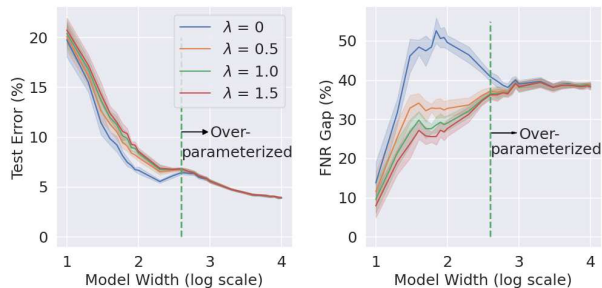 Test Error (%)
20
15
10
5
0
λ = 0
λ = 0.5
λ = 1.0
λ = 1.5
Over-
parameterized
1
2
3
4
Model Width (log scale)
FNR Gap (%)
50
40
30
20
10
0
Over-
parameterized
1
2
3
4
Model Width (log scale)